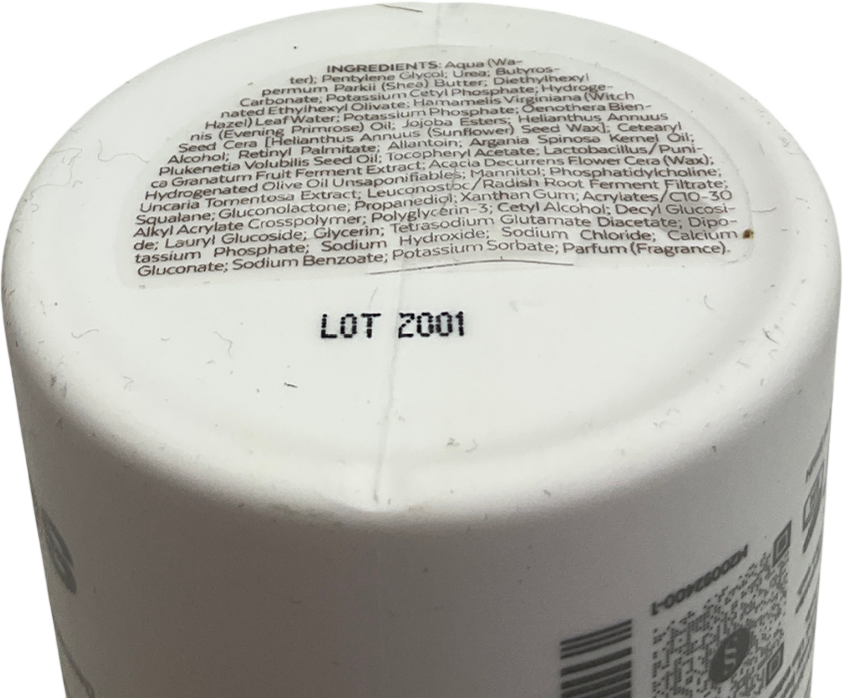 INGREDIENTS: Aqua (Wa-
ter); Pentylene Glycol; Urea; Butyros-
permum Parkii (Shea) Butter; Diethylhexyl
Carbonate; Potassium Cetyl Phosphate; Hydroge-
nated Ethylhexyl Olivate; Hamamelis Virginiana (Witch
Hazel) Leaf Water; Potassium Phosphate; Oenothera Bien-
nis (Evening Primrose) Oil; Jojoba Esters; Helianthus Annuus
Seed Cera [Helianthus Annuus (Sunflower) Seed Wax]; Cetearyl
Alcohol; Retinyl Palmitate; Allantoin; Argania Spinosa Kernel Oil;
Plukenetia Volubilis Seed Oil; Tocopheryl Acetate; Lactobacillus/Puni-
ca Granatum Fruit Ferment Extract; Acacia Decurrens Flower Cera (Wax);
Hydrogenated Olive Oil Unsaponifiables; Mannitol; Phosphatidylcholine;
Uncaria Tomentosa Extract; Leuconostoc/Radish Root Ferment Filtrate;
Squalane; Gluconolactone; Propanediol; Xanthan Gum; Acrylates/C10-30
Alkyl Acrylate Crosspolymer; Polyglycerin-3; Cetyl Alcohol; Decyl Glucosi-
de; Lauryl Glucoside; Glycerin; Tetrasodium Glutamate Diacetate; Dipo-
tassium Phosphate; Sodium Hydroxide; Sodium Chloride; Calcium
Gluconate; Sodium Benzoate; Potassium Sorbate; Parfum (Fragrance).
LOT Z001